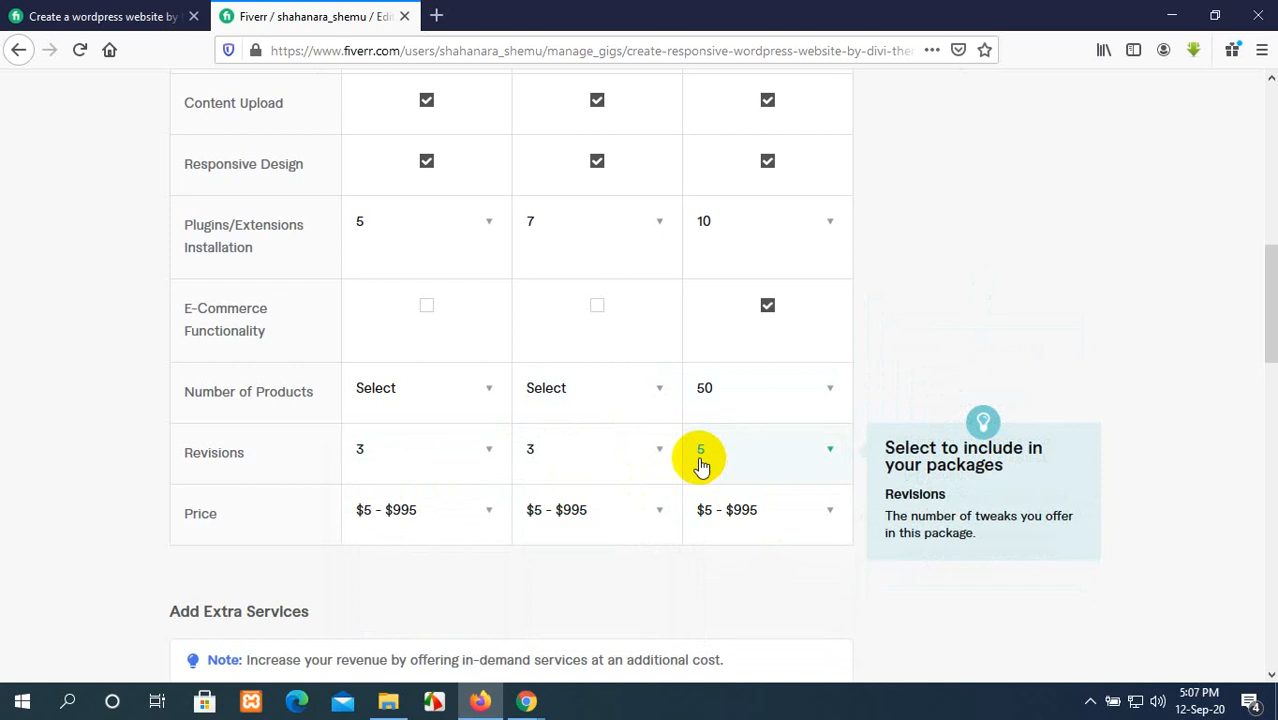 Create a wordpress website by
Fiverr / shahanara_shemu / Edi
https://www.fiverr.com/users/shahanara_shemu/manage_gigs/create-responsive-wordpress-website-by-divi-the
Content Upload
Responsive Design
Plugins/Extensions
Installation
5
7
10
E-Commerce
Functionality
Number of Products
Select
Select
50
Revisions
3
3
5
Price
$5 - $995
$5 - $995
$5 - $995
Select to include in
your packages
Revisions
The number of tweaks you offer
in this package.
Add Extra Services
Note: Increase your revenue by offering in-demand services at an additional cost.
5:07 PM
12-Sep-20
4